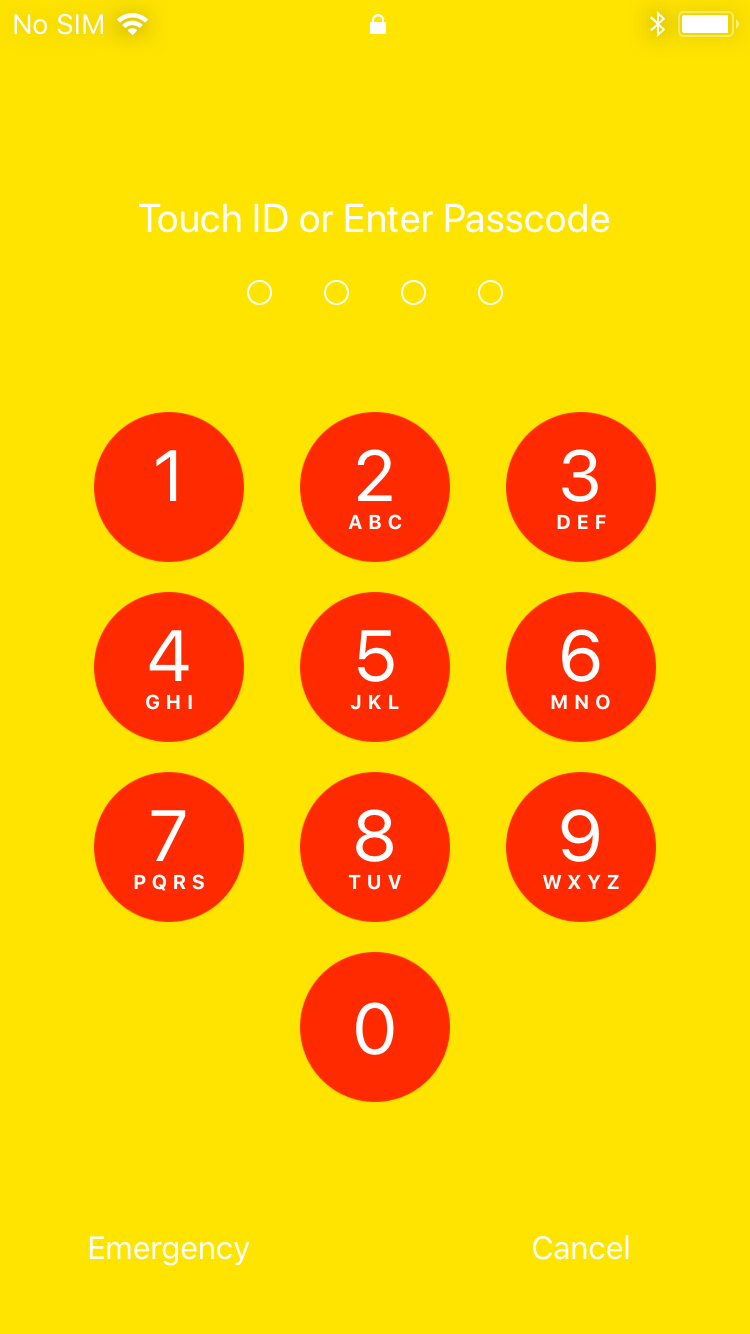 No SIM
Touch ID or Enter Passcode
1 2 3
ABC DEF
4 5 6
GHI JKL MNO
7 8 9
PQRS TUV WXYZ
0
Emergency Cancel